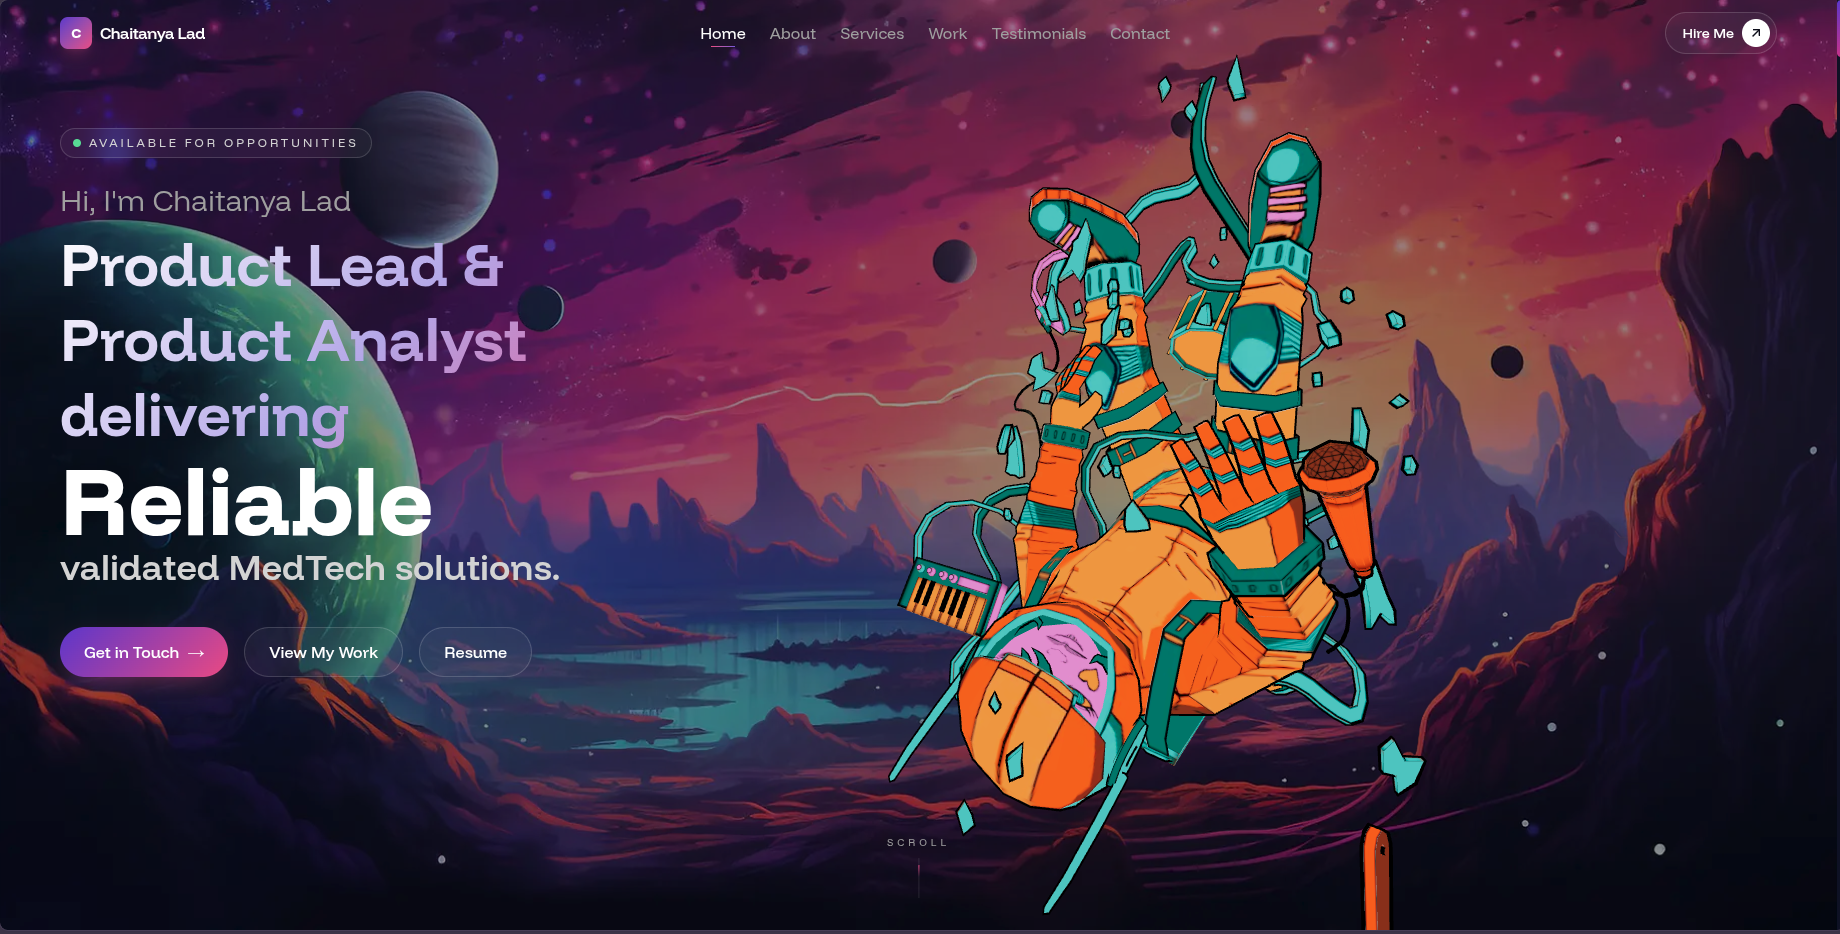 C
Chaitanya Lad
Home
About
Services
Work
Testimonials
Contact
Hire Me
AVAILABLE FOR OPPORTUNITIES
Hi, I'm Chaitanya Lad
Product Lead &
Product Analyst
delivering
Reliable
validated MedTech solutions.
Get in Touch →
View My Work
Resume
SCROLL